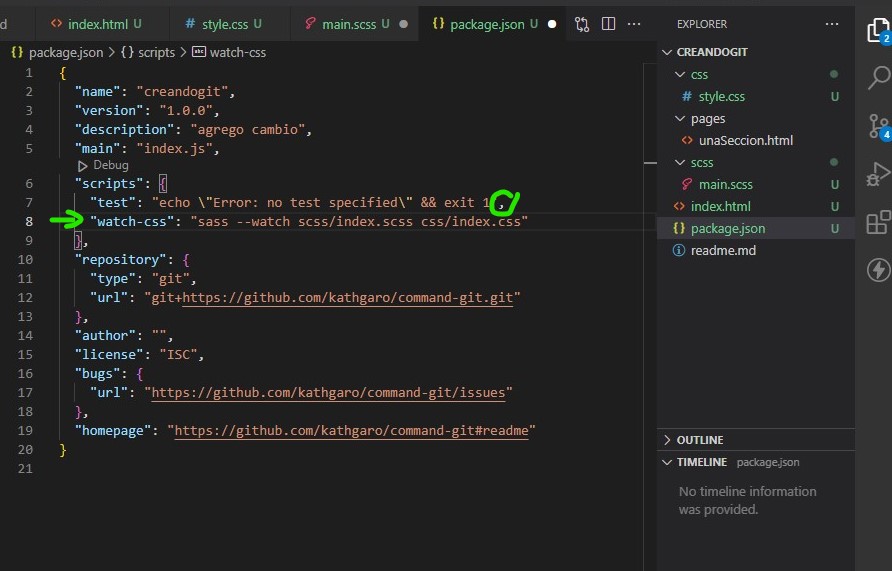 d
index.html U
style.css U
main.scss U
package.json U
package.json > scripts > watch-css
1 {
2 "name": "creandogit",
3 "version": "1.0.0",
4 "description": "agrego cambio",
5 "main": "index.js",
Debug
6 "scripts": {
7 "test": "echo \"Error: no test specified\" && exit 1 ,
8 "watch-css": "sass --watch scss/index.scss css/index.css"
9 },
10 "repository": {
11 "type": "git",
12 "url": "git+https://github.com/kathgaro/command-git.git"
13 },
14 "author": "",
15 "license": "ISC",
16 "bugs": {
17 "url": "https://github.com/kathgaro/command-git/issues"
18 },
19 "homepage": "https://github.com/kathgaro/command-git#readme"
20 }
21
EXPLORER
CREANDOGIT
css
style.css U
pages
unaSeccion.html
scss
main.scss U
index.html U
package.json U
readme.md
OUTLINE
TIMELINE package.json
No timeline information
was provided.
2
4